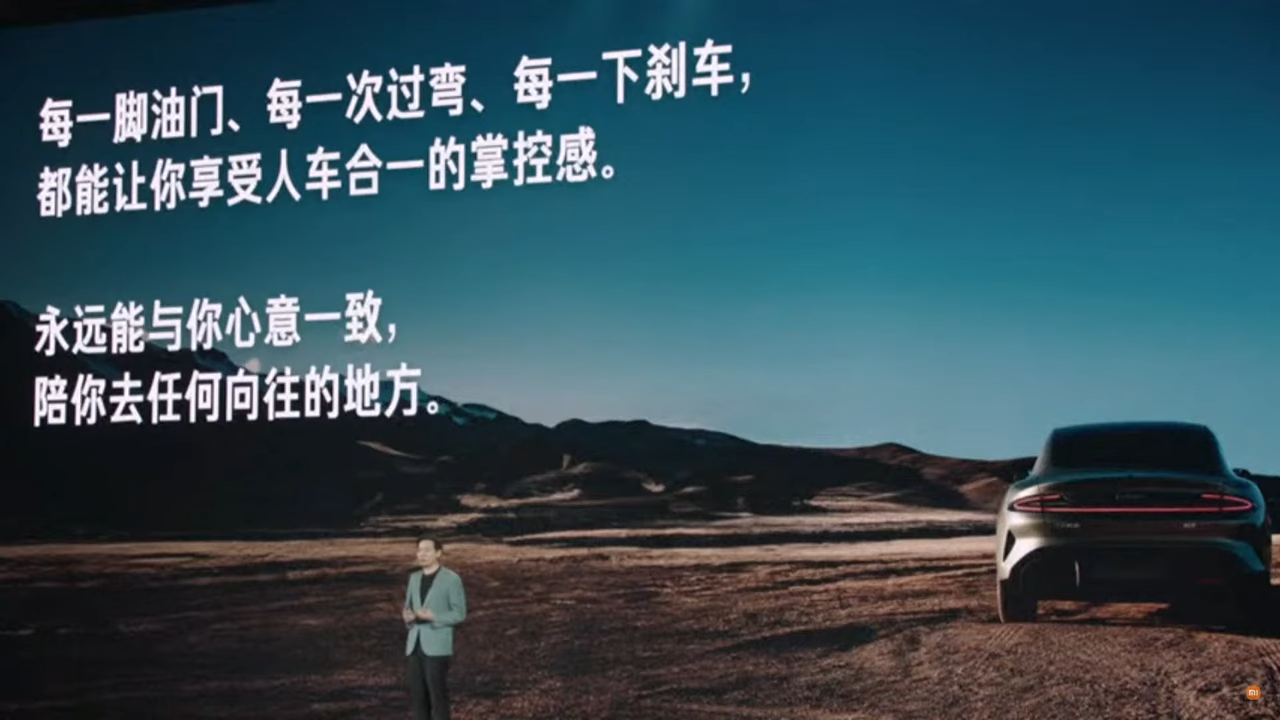 每一脚油门、每一次过弯、每一下刹车，
都能让你享受人车合一的掌控感。
永远能与你心意一致，
陪你去任何向往的地方。
mi